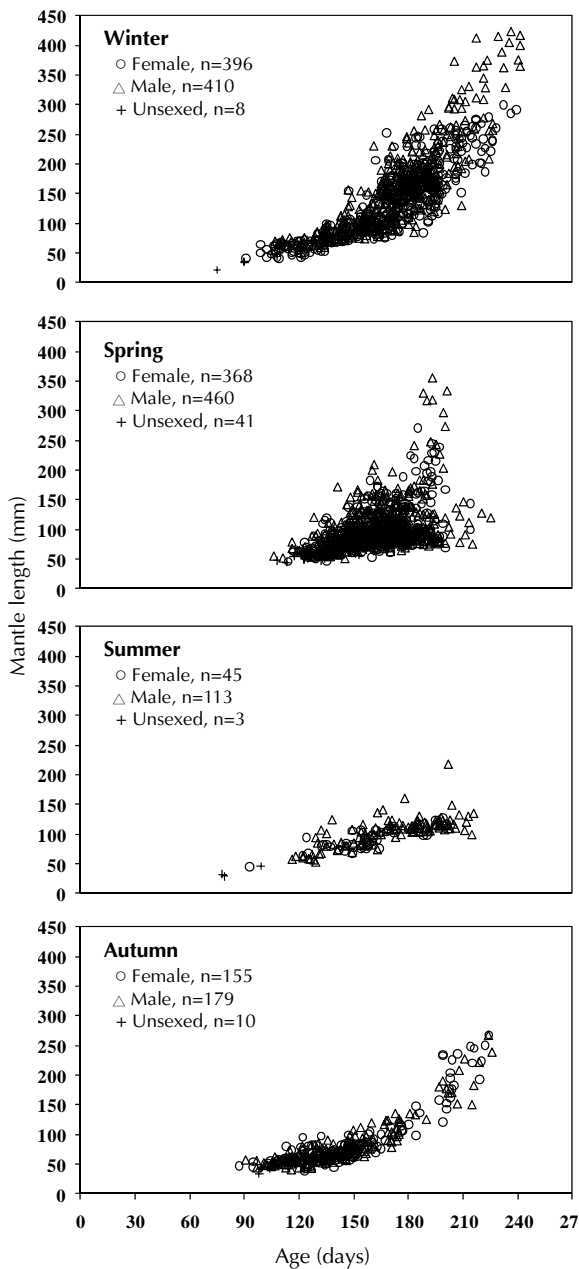 450
Winter
400
○ Female, n=396
350
△ Male, n=410
300
+ Unsexed, n=8
250
200
150
100
50
0
450
Spring
400
○ Female, n=368
350
△ Male, n=460
300
+ Unsexed, n=41
250
200
150
100
50
0
Mantle length (mm)
450
Summer
400
○ Female, n=45
350
△ Male, n=113
300
+ Unsexed, n=3
250
200
150
100
50
0
450
Autumn
400
○ Female, n=155
350
△ Male, n=179
300
+ Unsexed, n=10
250
200
150
100
50
0
0 30 60 90 120 150 180 210 240 27
Age (days)